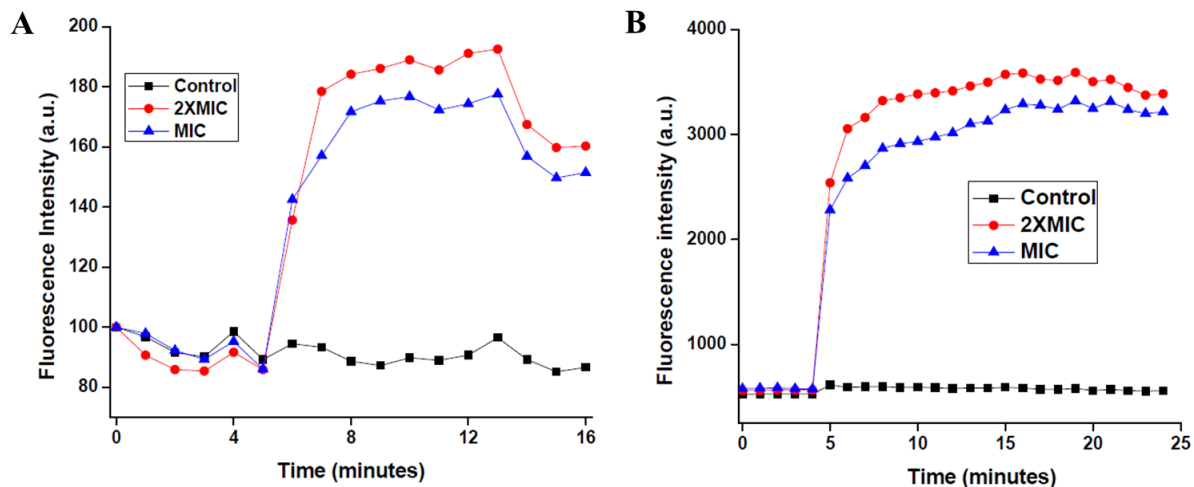 A
Fluorescence Intensity (a.u.)
200
180
160
140
120
100
80
Control
2XMIC
MIC
0 4 8 12 16
Time (minutes)
B
Fluorescence intensity (a.u.)
4000
3000
2000
1000
Control
2XMIC
MIC
0 5 10 15 20 25
Time (minutes)